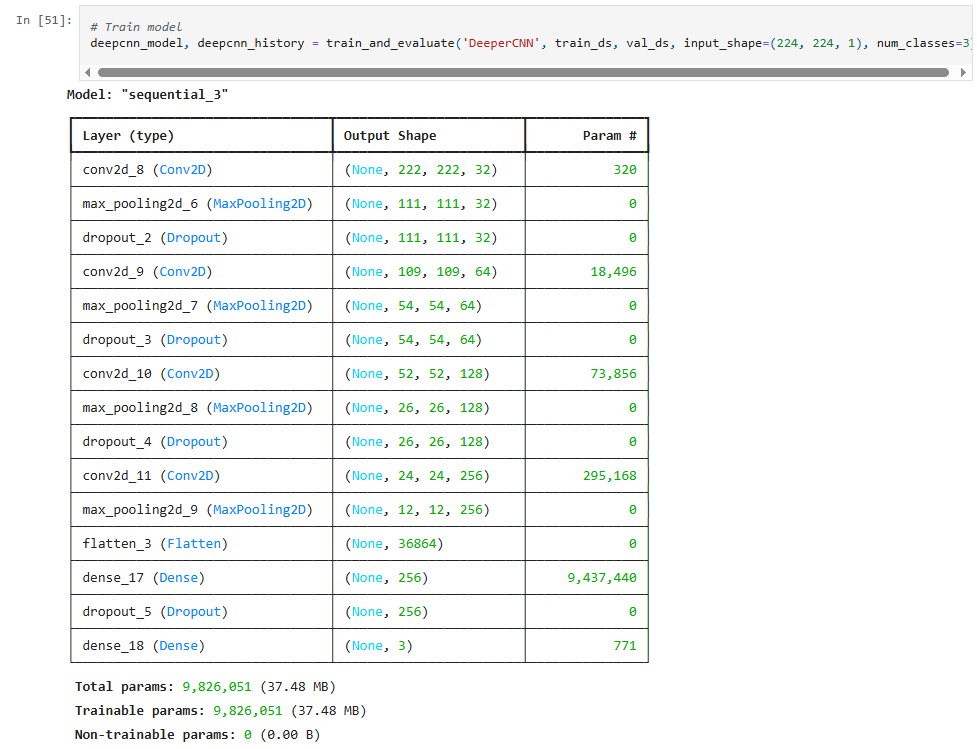 In [51]:
# Train model
deepcnn_model, deepcnn_history = train_and_evaluate('DeeperCNN', train_ds, val_ds, input_shape=(224, 224, 1), num_classes=3
Model: "sequential_3"
Layer (type) Output Shape Param #
conv2d_8 (Conv2D) (None, 222, 222, 32) 320
max_pooling2d_6 (MaxPooling2D) (None, 111, 111, 32) 0
dropout_2 (Dropout) (None, 111, 111, 32) 0
conv2d_9 (Conv2D) (None, 109, 109, 64) 18,496
max_pooling2d_7 (MaxPooling2D) (None, 54, 54, 64) 0
dropout_3 (Dropout) (None, 54, 54, 64) 0
conv2d_10 (Conv2D) (None, 52, 52, 128) 73,856
max_pooling2d_8 (MaxPooling2D) (None, 26, 26, 128) 0
dropout_4 (Dropout) (None, 26, 26, 128) 0
conv2d_11 (Conv2D) (None, 24, 24, 256) 295,168
max_pooling2d_9 (MaxPooling2D) (None, 12, 12, 256) 0
flatten_3 (Flatten) (None, 36864) 0
dense_17 (Dense) (None, 256) 9,437,440
dropout_5 (Dropout) (None, 256) 0
dense_18 (Dense) (None, 3) 771
Total params: 9,826,051 (37.48 MB)
Trainable params: 9,826,051 (37.48 MB)
Non-trainable params: 0 (0.00 B)